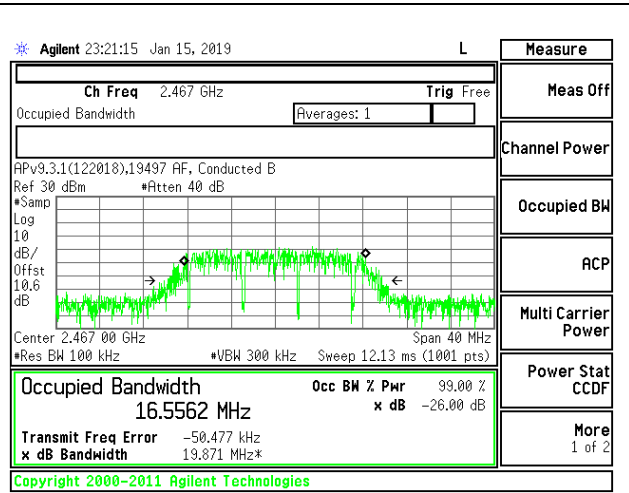 Agilent 23:21:15 Jan 15, 2019 L
Measure
Ch Freq 2.467 GHz Trig Free
Occupied Bandwidth Averages: 1
APv9.3.1(122018),19497 AF, Conducted B
Ref 30 dBm #Atten 40 dB
#Samp
Log
10
dB/
Offst
10.6
dB
Center 2.467 00 GHz Span 40 MHz
#Res BW 100 kHz #VBW 300 kHz Sweep 12.13 ms (1001 pts)
Occupied Bandwidth Occ BW % Pwr 99.00 %
16.5562 MHz x dB -26.00 dB
Transmit Freq Error -50.477 kHz
x dB Bandwidth 19.871 MHz*
Copyright 2000-2011 Agilent Technologies
Meas Off
Channel Power
Occupied BW
ACP
Multi Carrier
Power
Power Stat
CCDF
More
1 of 2